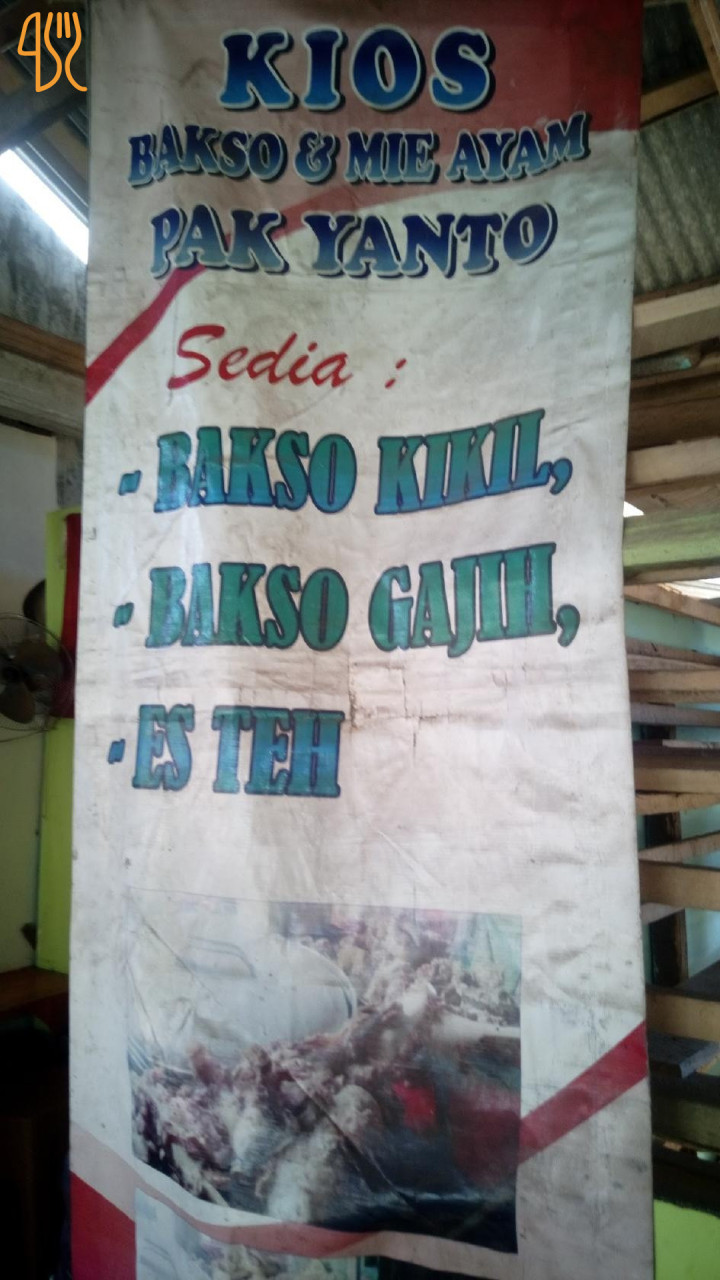 KIOS
BAKSO & MIE AYAM
PAK YANTO
Sedia :
- BAKSO KIKIL,
- BAKSO GAJIH,
- ES TEH